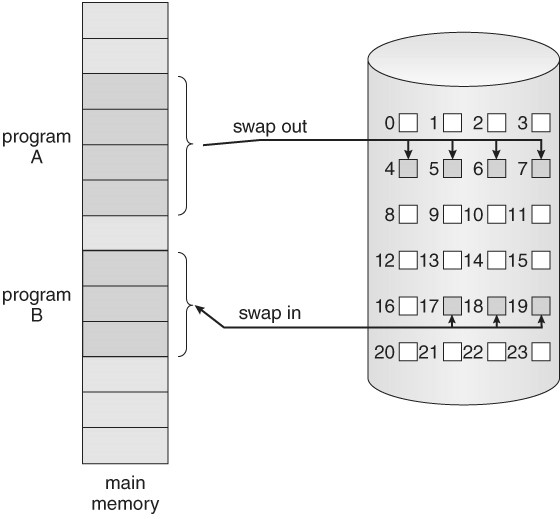 program
A
swap out
0 1 2 3
4 5 6 7
8 9 10 11
12 13 14 15
program
B
swap in
16 17 18 19
20 21 22 23
main
memory